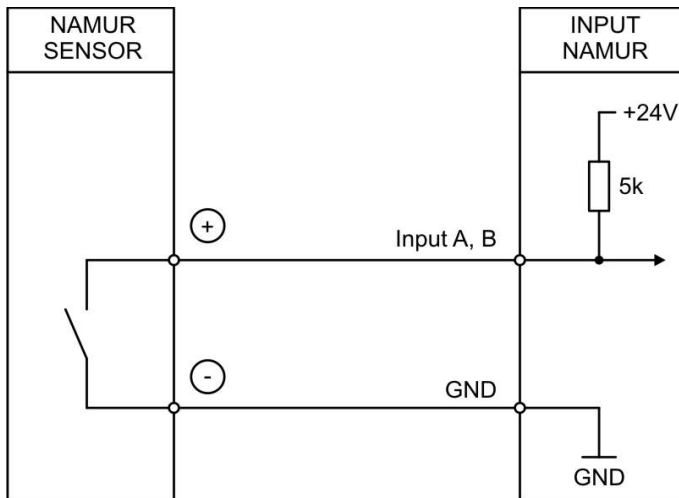 NAMUR
SENSOR
INPUT
NAMUR
+24V
5k
+
Input A, B
-
GND
GND